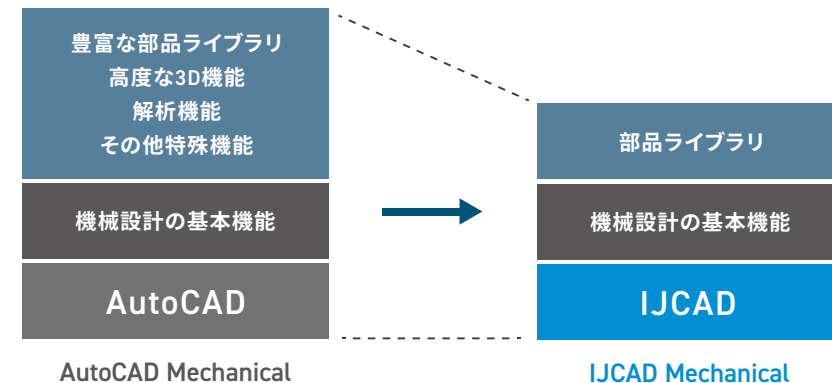 豊富な部品ライブラリ
高度な3D機能
解析機能
その他特殊機能
機械設計の基本機能
AutoCAD
AutoCAD Mechanical
部品ライブラリ
機械設計の基本機能
IJCAD
IJCAD Mechanical